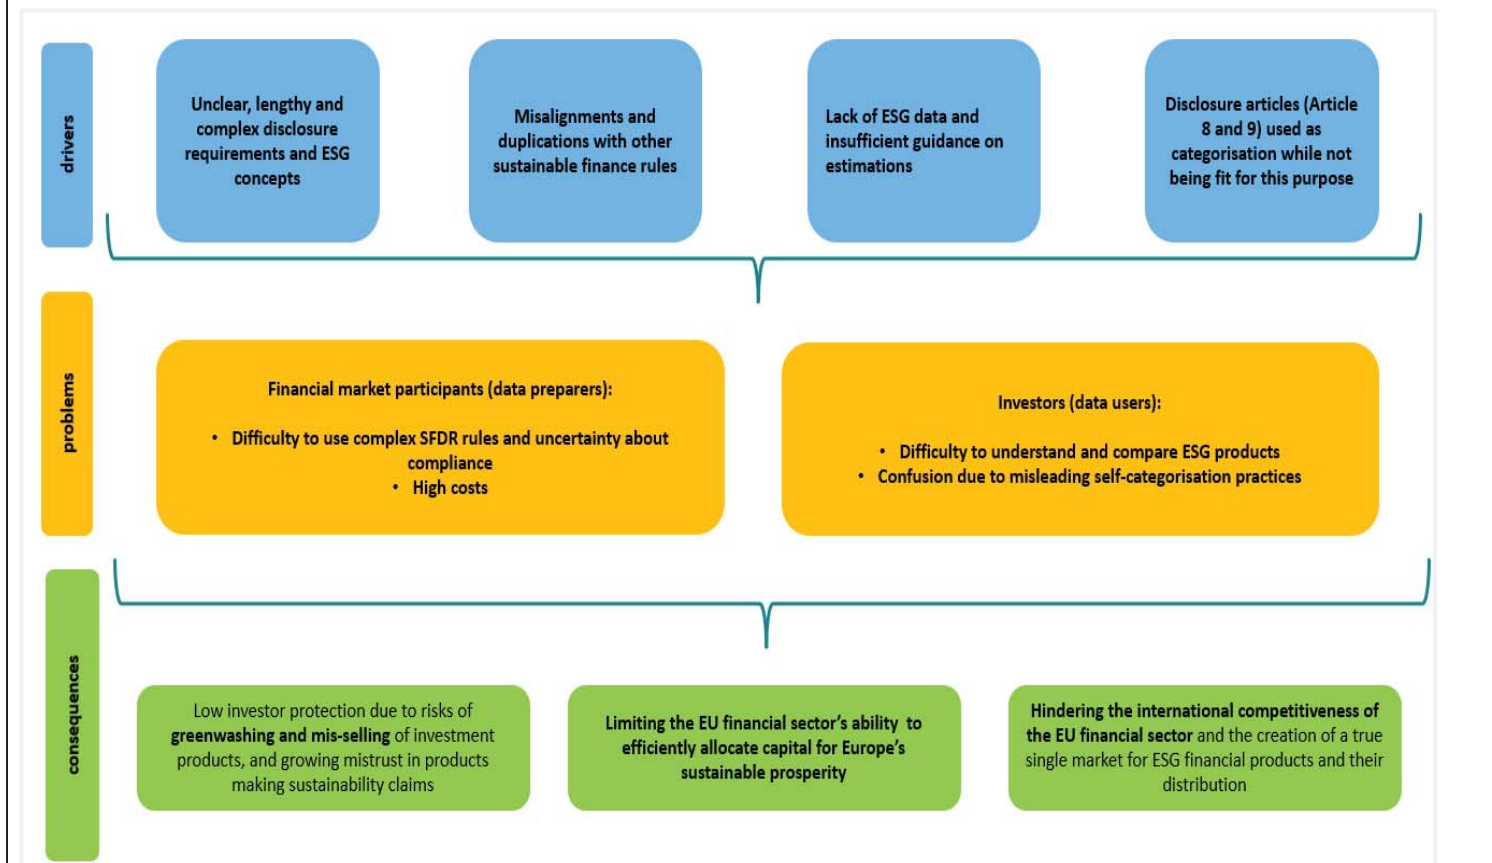 drivers
Unclear, lengthy and
complex disclosure
requirements and ESG
concepts
Misalignments and
duplications with other
sustainable finance rules
Lack of ESG data and
insufficient guidance on
estimations
Disclosure articles (Article
8 and 9) used as
categorisation while not
being fit for this purpose
problems
Financial market participants (data preparers):
• Difficulty to use complex SFDR rules and uncertainty about
compliance
• High costs
Investors (data users):
• Difficulty to understand and compare ESG products
• Confusion due to misleading self-categorisation practices
consequences
Low investor protection due to risks of
greenwashing and mis-selling of investment
products, and growing mistrust in products
making sustainability claims
Limiting the EU financial sector’s ability to
efficiently allocate capital for Europe’s
sustainable prosperity
Hindering the international competitiveness of
the EU financial sector and the creation of a true
single market for ESG financial products and their
distribution